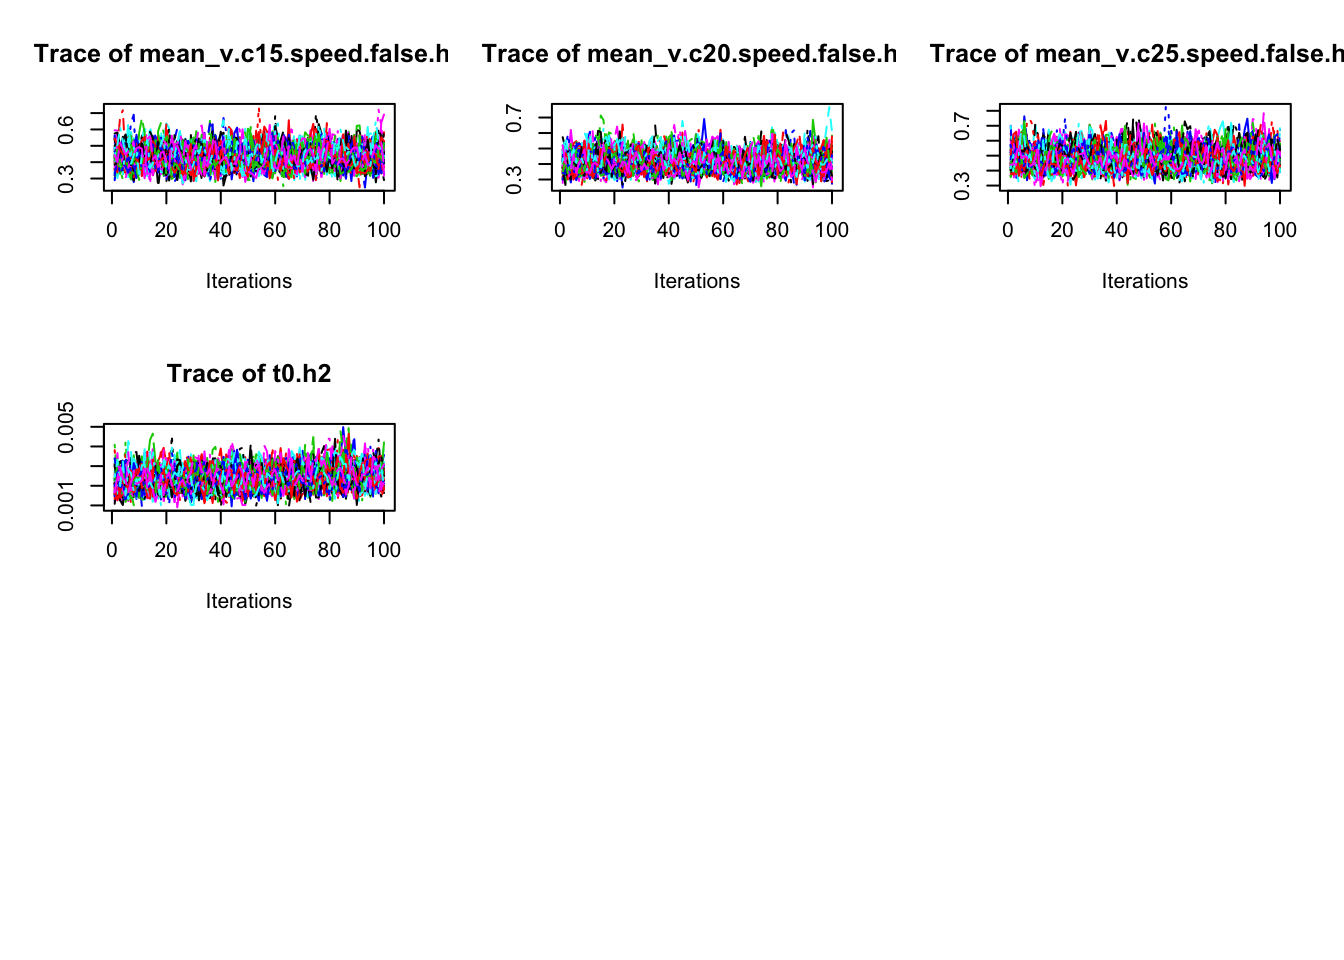 Trace of mean_v.c15.speed.false.h
0.6
0.3
0 20 40 60 80 100
Iterations
Trace of mean_v.c20.speed.false.h
0.7
0.3
0 20 40 60 80 100
Iterations
Trace of mean_v.c25.speed.false.h
0.7
0.3
0 20 40 60 80 100
Iterations
Trace of t0.h2
0.005
0.001
0 20 40 60 80 100
Iterations